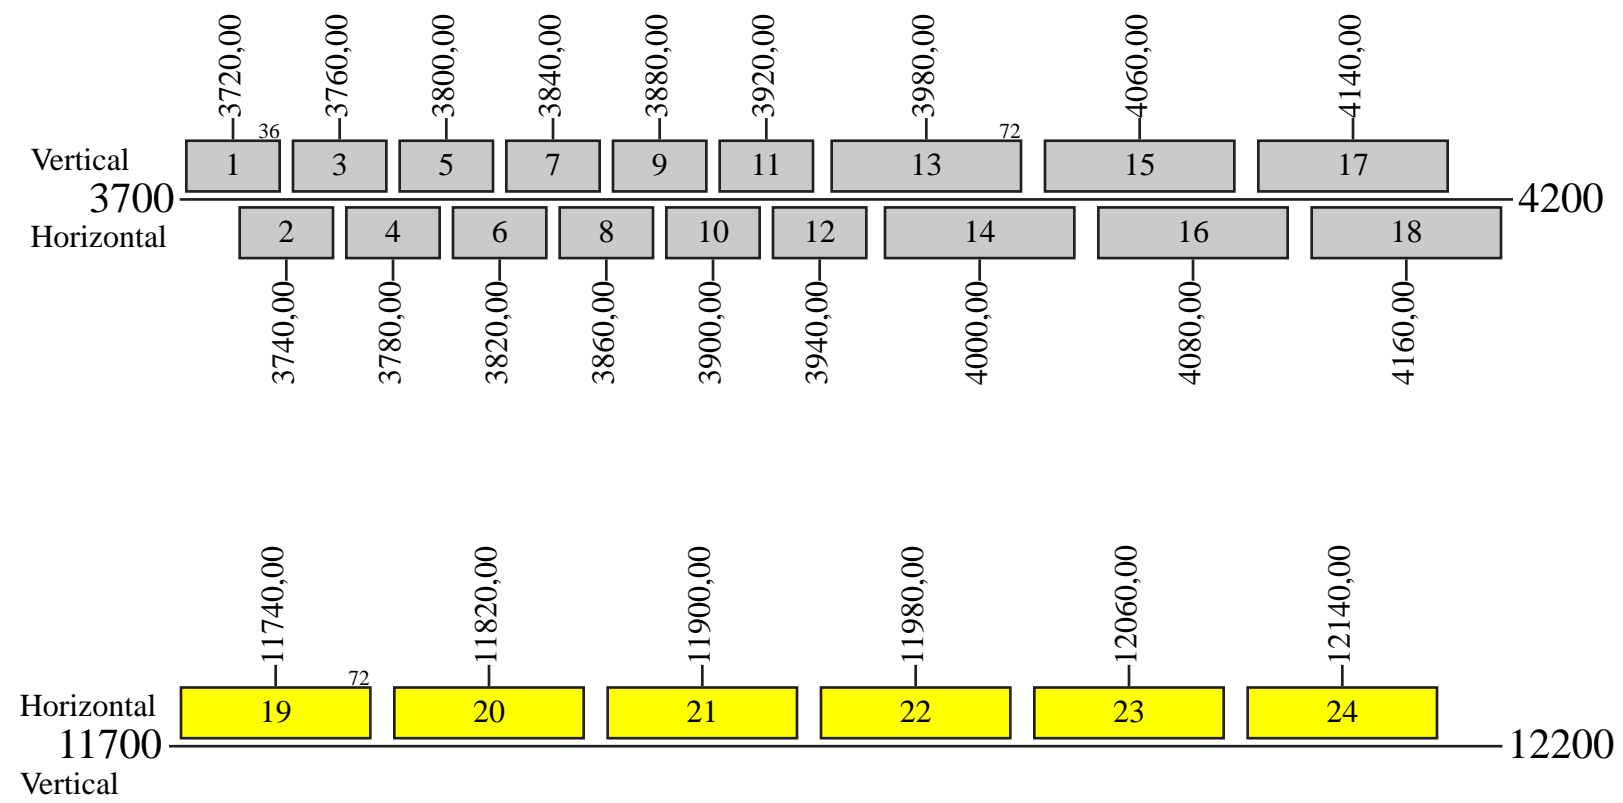 3720,00 3760,00 3800,00 3840,00 3880,00 3920,00 3980,00 4060,00 4140,00
36 72
Vertical 1 3 5 7 9 11 13 15 17
3700 4200
Horizontal 2 4 6 8 10 12 14 16 18
3740,00 3780,00 3820,00 3860,00 3900,00 3940,00 4000,00 4080,00 4160,00
11740,00 11820,00 11900,00 11980,00 12060,00 12140,00
72
Horizontal 19 20 21 22 23 24
11700 12200
Vertical